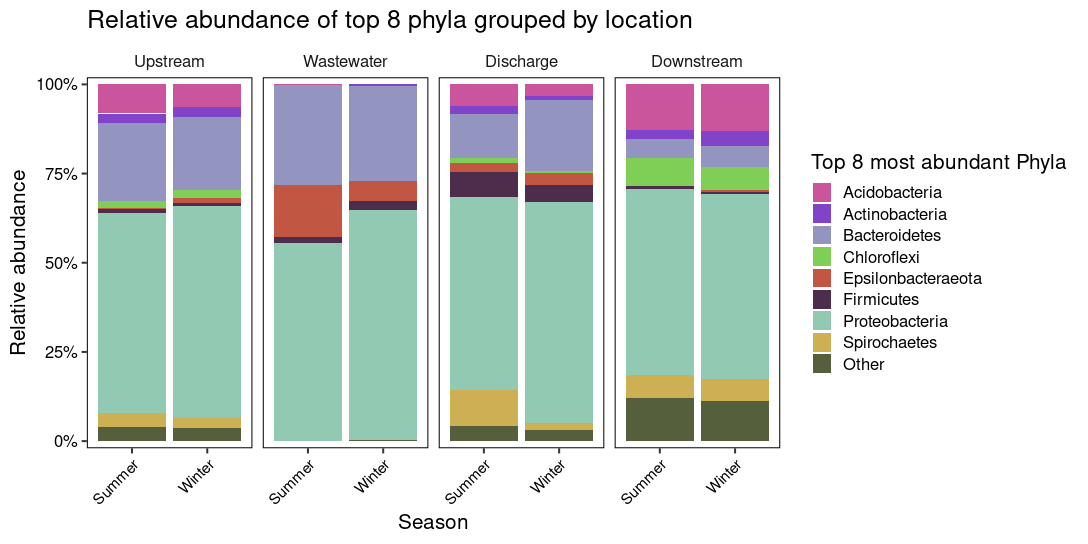 Relative abundance of top 8 phyla grouped by location
Upstream
Wastewater
Discharge
Downstream
100%
75%
50%
25%
0%
Relative abundance
Summer
Winter
Summer
Winter
Summer
Winter
Summer
Winter
Season
Top 8 most abundant Phyla
Acidobacteria
Actinobacteria
Bacteroidetes
Chloroflexi
Epsilonbacteraeota
Firmicutes
Proteobacteria
Spirochaetes
Other